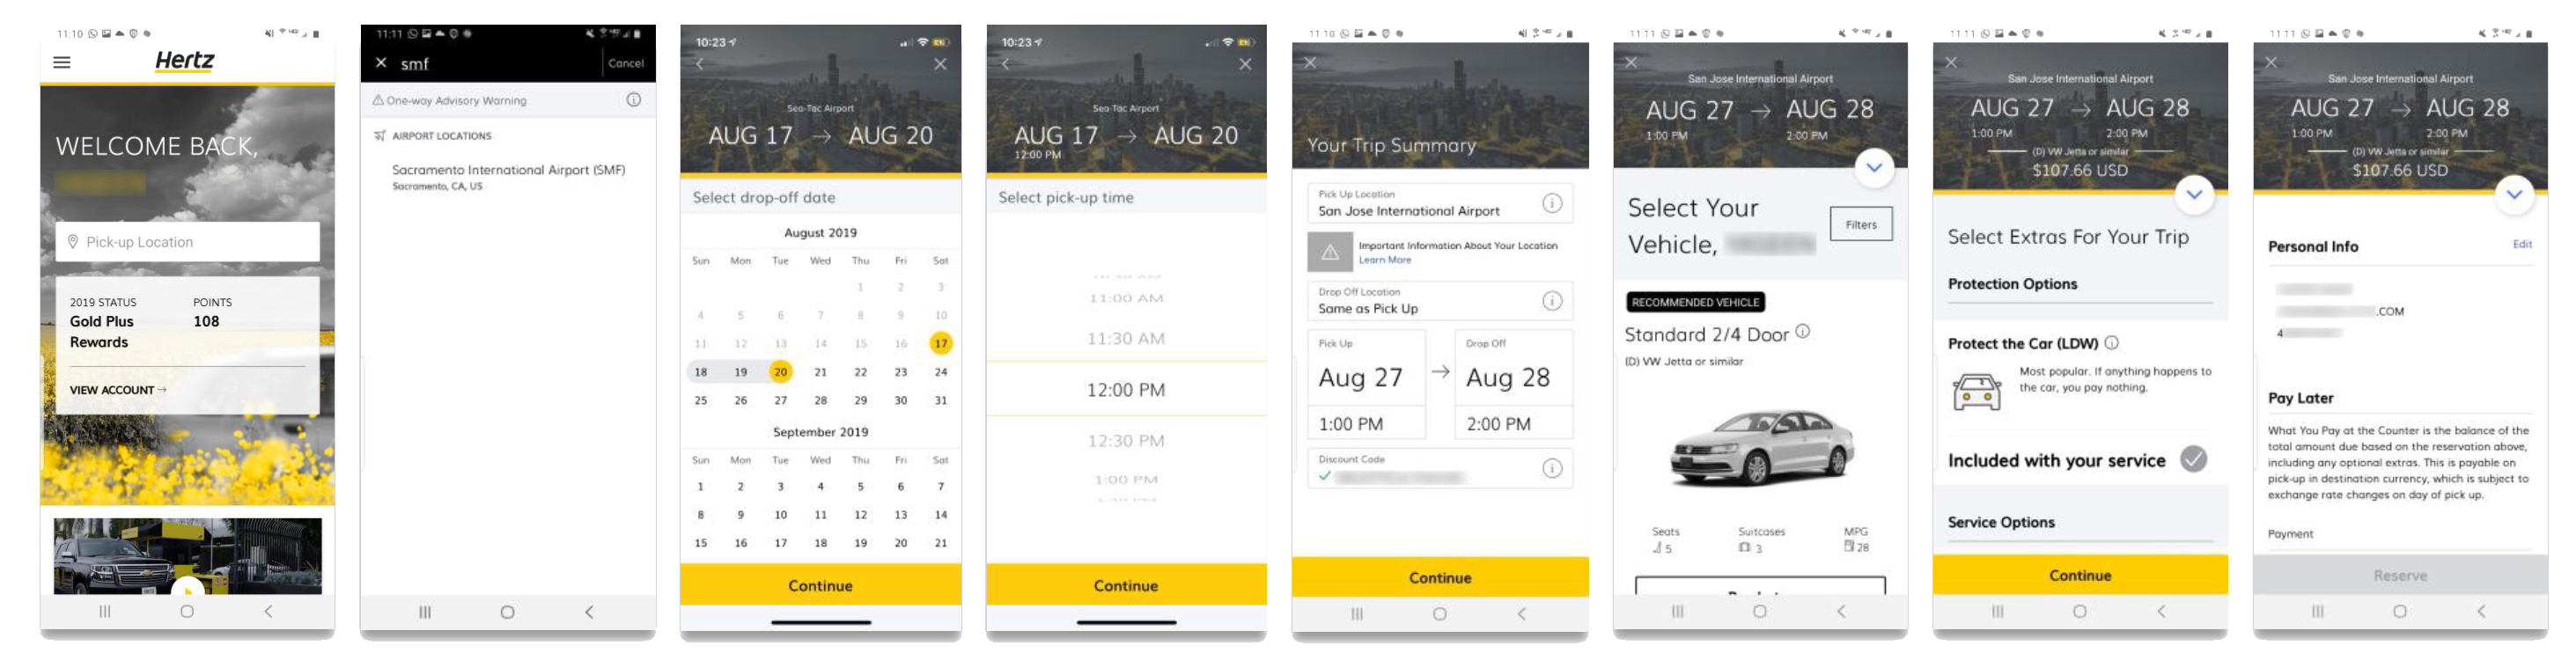 11:10
Hertz
WELCOME BACK,
Pick-up Location
2019 STATUS
POINTS
Gold Plus
108
Rewards
VIEW ACCOUNT →
11:11
smf
Cancel
One-way Advisory Warning
AIRPORT LOCATIONS
Sacramento International Airport (SMF)
Sacramento, CA, US
10:23
Sea-Tac Airport
AUG 17 → AUG 20
Select drop-off date
August 2019
Sun Mon Tue Wed Thu Fri Sat
1 2 3
4 5 6 7 8 9 10
11 12 13 14 15 16 17
18 19 20 21 22 23 24
25 26 27 28 29 30 31
September 2019
Sun Mon Tue Wed Thu Fri Sat
1 2 3 4 5 6 7
8 9 10 11 12 13 14
15 16 17 18 19 20 21
Continue
10:23
Sea-Tac Airport
AUG 17 → AUG 20
12:00 PM
Select pick-up time
11:00 AM
11:30 AM
12:00 PM
12:30 PM
1:00 PM
Continue
11:10
Your Trip Summary
Pick Up Location
San Jose International Airport
Important Information About Your Location
Learn More
Drop Off Location
Same as Pick Up
Pick Up
Drop Off
Aug 27 → Aug 28
1:00 PM
2:00 PM
Discount Code
Continue
11:11
San Jose International Airport
AUG 27 → AUG 28
1:00 PM
2:00 PM
Select Your
Vehicle,
Filters
RECOMMENDED VEHICLE
Standard 2/4 Door
(D) VW Jetta or similar
Seats
Suitcases
MPG
5
3
28
11:11
San Jose International Airport
AUG 27 → AUG 28
1:00 PM
2:00 PM
(D) VW Jetta or similar
$107.66 USD
Select Extras For Your Trip
Protection Options
Protect the Car (LDW)
Most popular. If anything happens to
the car, you pay nothing.
Included with your service
Service Options
Continue
11:11
San Jose International Airport
AUG 27 → AUG 28
1:00 PM
2:00 PM
(D) VW Jetta or similar
$107.66 USD
Personal Info
Edit
.COM
4
Pay Later
What You Pay at the Counter is the balance of the
total amount due based on the reservation above,
including any optional extras. This is payable on
pick-up in destination currency, which is subject to
exchange rate changes on day of pick up.
Payment
Reserve